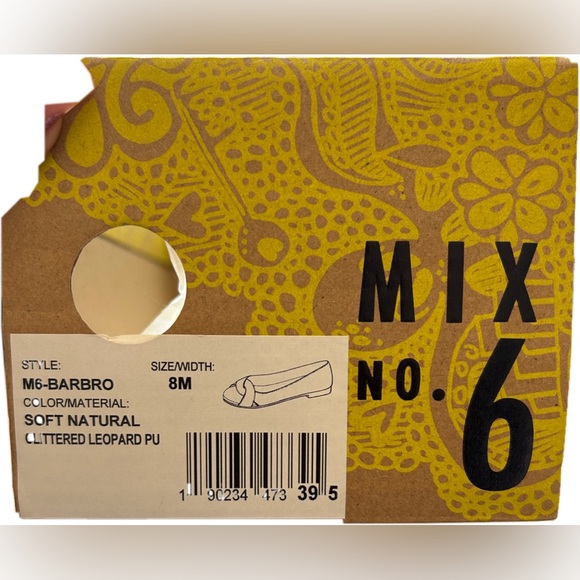 MIX
NO. 6
STYLE: SIZE/WIDTH:
M6-BARBRO 8M
COLOR/MATERIAL:
SOFT NATURAL
GLITTERED LEOPARD PU
1 90234 473 39 5